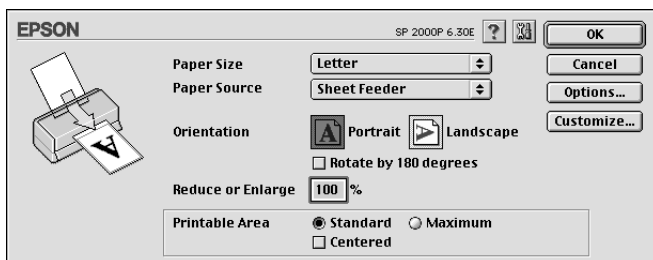 EPSON
SP 2000P 6.30E ?
OK
Paper Size Letter Cancel
Paper Source Sheet Feeder Options...
Customize...
Orientation A Portrait A Landscape
A
Rotate by 180 degrees
Reduce or Enlarge 100 %
Printable Area Standard Maximum
Centered